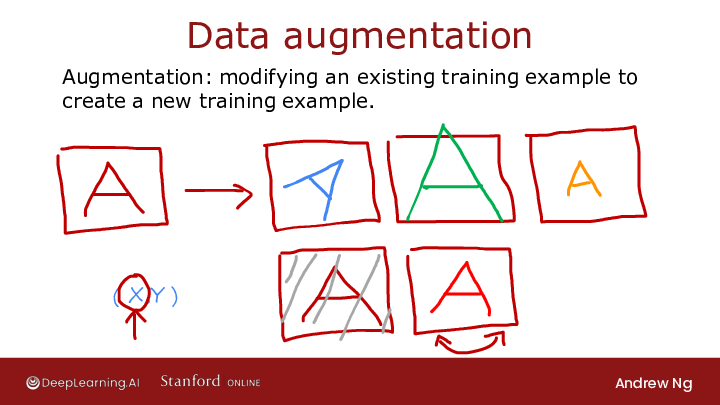 Data augmentation
Augmentation: modifying an existing training example to
create a new training example.
A
A
A
A
(X Y)
A
A
DeepLearning.AI Stanford ONLINE
Andrew Ng